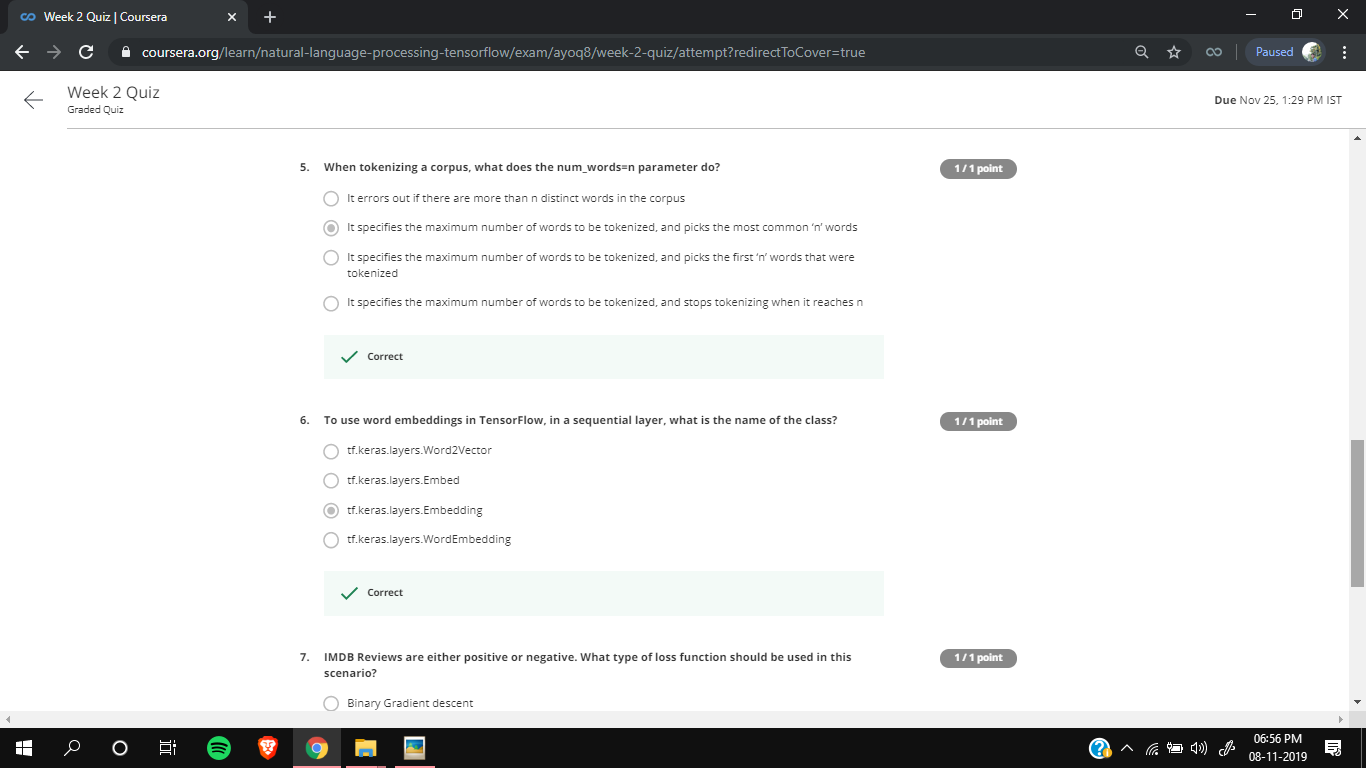 Week 2 Quiz | Coursera
coursera.org/learn/natural-language-processing-tensorflow/exam/ayoq8/week-2-quiz/attempt?redirectToCover=true
Paused
Week 2 Quiz
Graded Quiz
Due Nov 25, 1:29 PM IST
5. When tokenizing a corpus, what does the num_words=n parameter do?
1 / 1 point
It errors out if there are more than n distinct words in the corpus
It specifies the maximum number of words to be tokenized, and picks the most common ‘n’ words
It specifies the maximum number of words to be tokenized, and picks the first ‘n’ words that were
tokenized
It specifies the maximum number of words to be tokenized, and stops tokenizing when it reaches n
Correct
6. To use word embeddings in TensorFlow, in a sequential layer, what is the name of the class?
1 / 1 point
tf.keras.layers.Word2Vector
tf.keras.layers.Embed
tf.keras.layers.Embedding
tf.keras.layers.WordEmbedding
Correct
7. IMDB Reviews are either positive or negative. What type of loss function should be used in this
scenario?
1 / 1 point
Binary Gradient descent
06:56 PM
08-11-2019